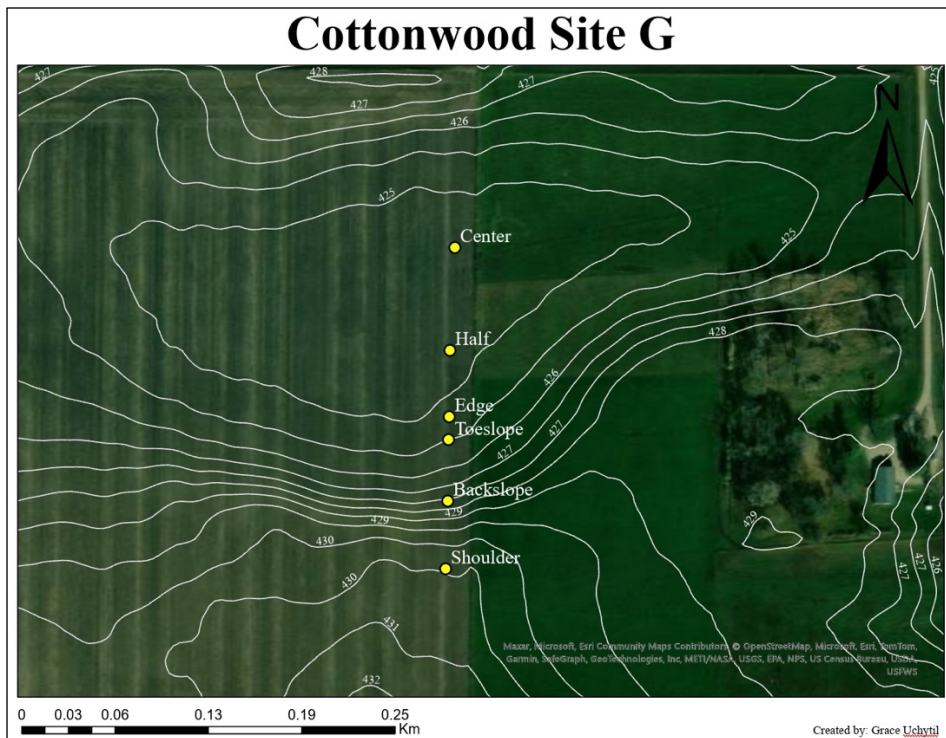 Cottonwood Site G
427
428
425
427
426
N
425
Center
425
Half
428
426
Edge
427
Toeslope
427
Backslope
429
429
429
430
Shoulder
430
427
427
426
431
432
Maxar, Microsoft, Esri Community Maps Contributors, © OpenStreetMap, Microsoft, Esri, TomTom,
Garmin, SafeGraph, GeoTechnologies, Inc, METI/NASA, USGS, EPA, NPS, US Census Bureau, USDA,
USFWS
0 0.03 0.06 0.13 0.19 0.25
Km
Created by: Grace Uchytil